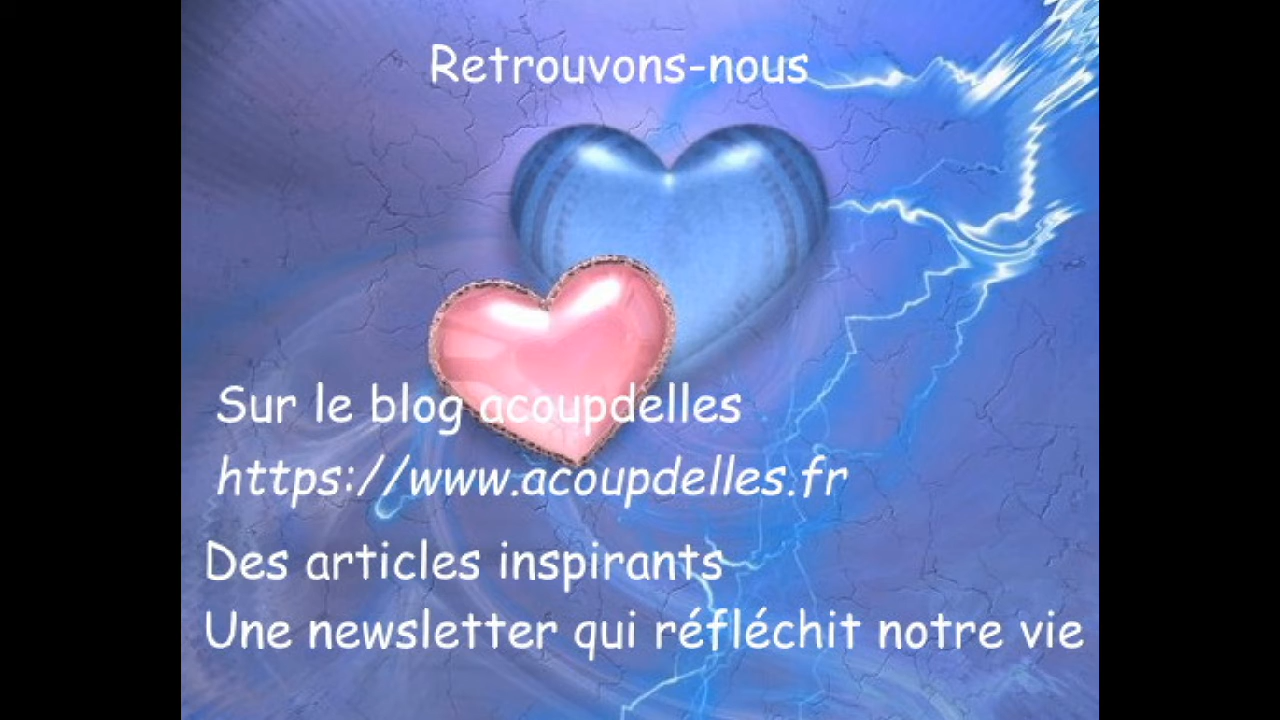 Retrouvons-nous
Sur le blog acoupdelles
https://www.acoupdelles.fr
Des articles inspirants
Une newsletter qui réfléchit notre vie